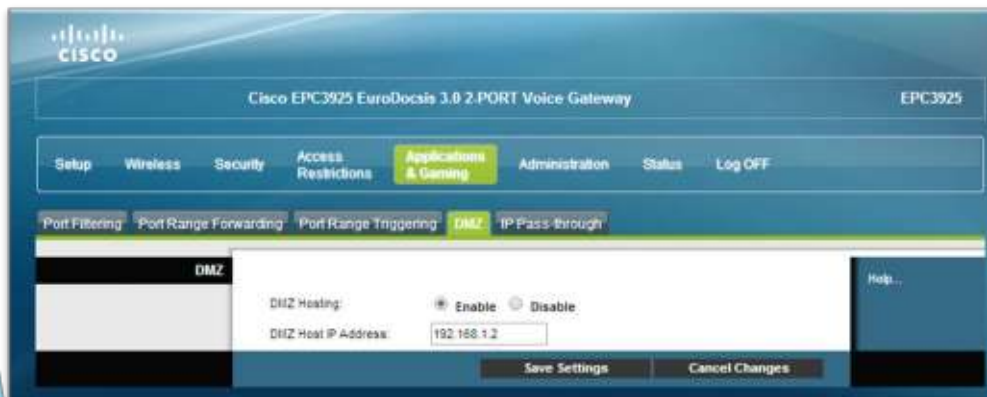 CISCO
Cisco EPC3925 EuroDocsis 3.0 2-PORT Voice Gateway EPC3925
Setup Wireless Security Access Restrictions Applications & Gaming Administration Status Log OFF
Port Filtering Port Range Forwarding Port Range Triggering DMZ IP Pass-through
DMZ
Help...
DMZ Hosting: Enable Disable
DMZ Host IP Address: 192.168.1.2
Save Settings Cancel Changes